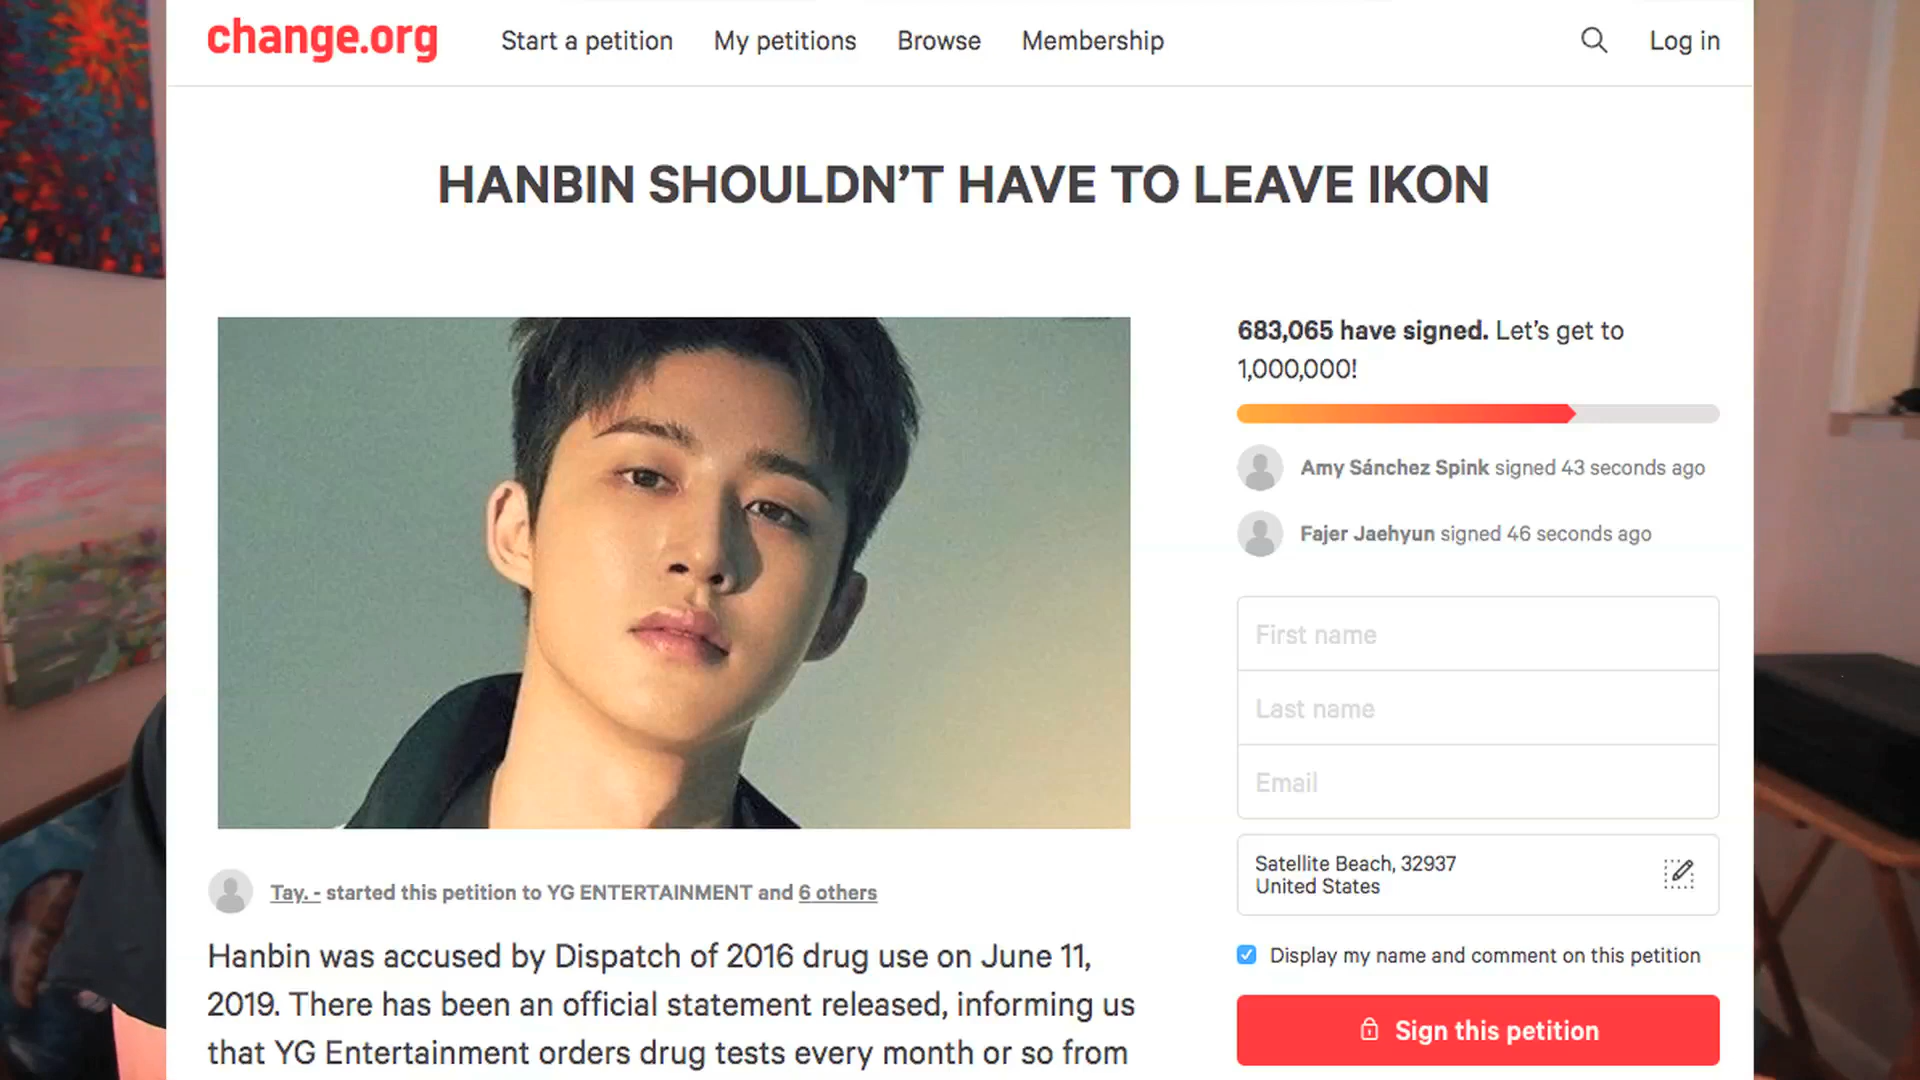 change.org
Start a petition
My petitions
Browse
Membership
Log in
HANBIN SHOULDN’T HAVE TO LEAVE IKON
683,065 have signed. Let’s get to
1,000,000!
Amy Sánchez Spink signed 43 seconds ago
Fajer Jaehyun signed 46 seconds ago
First name
Last name
Email
Satellite Beach, 32937
United States
Display my name and comment on this petition
Sign this petition
Tay. - started this petition to YG ENTERTAINMENT and 6 others
Hanbin was accused by Dispatch of 2016 drug use on June 11,
2019. There has been an official statement released, informing us
that YG Entertainment orders drug tests every month or so from